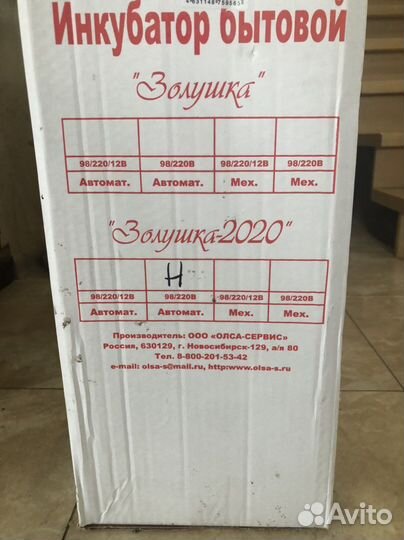 4 631148 759565
Инкубатор бытовой
"Золушка"
98/220/12В 98/220В 98/220/12В 98/220В
Автомат. Автомат. Мех. Мех.
"Золушка-2020"
Н
98/220/12В 98/220В 98/220/12В 98/220В
Автомат. Автомат. Мех. Мех.
Производитель: ООО «ОЛСА-СЕРВИС»
Россия, 630129, г. Новосибирск-129, а/я 80
Тел. 8-800-201-53-42
e-mail: olsa-s@mail.ru, http:www.olsa-s.ru
Avito